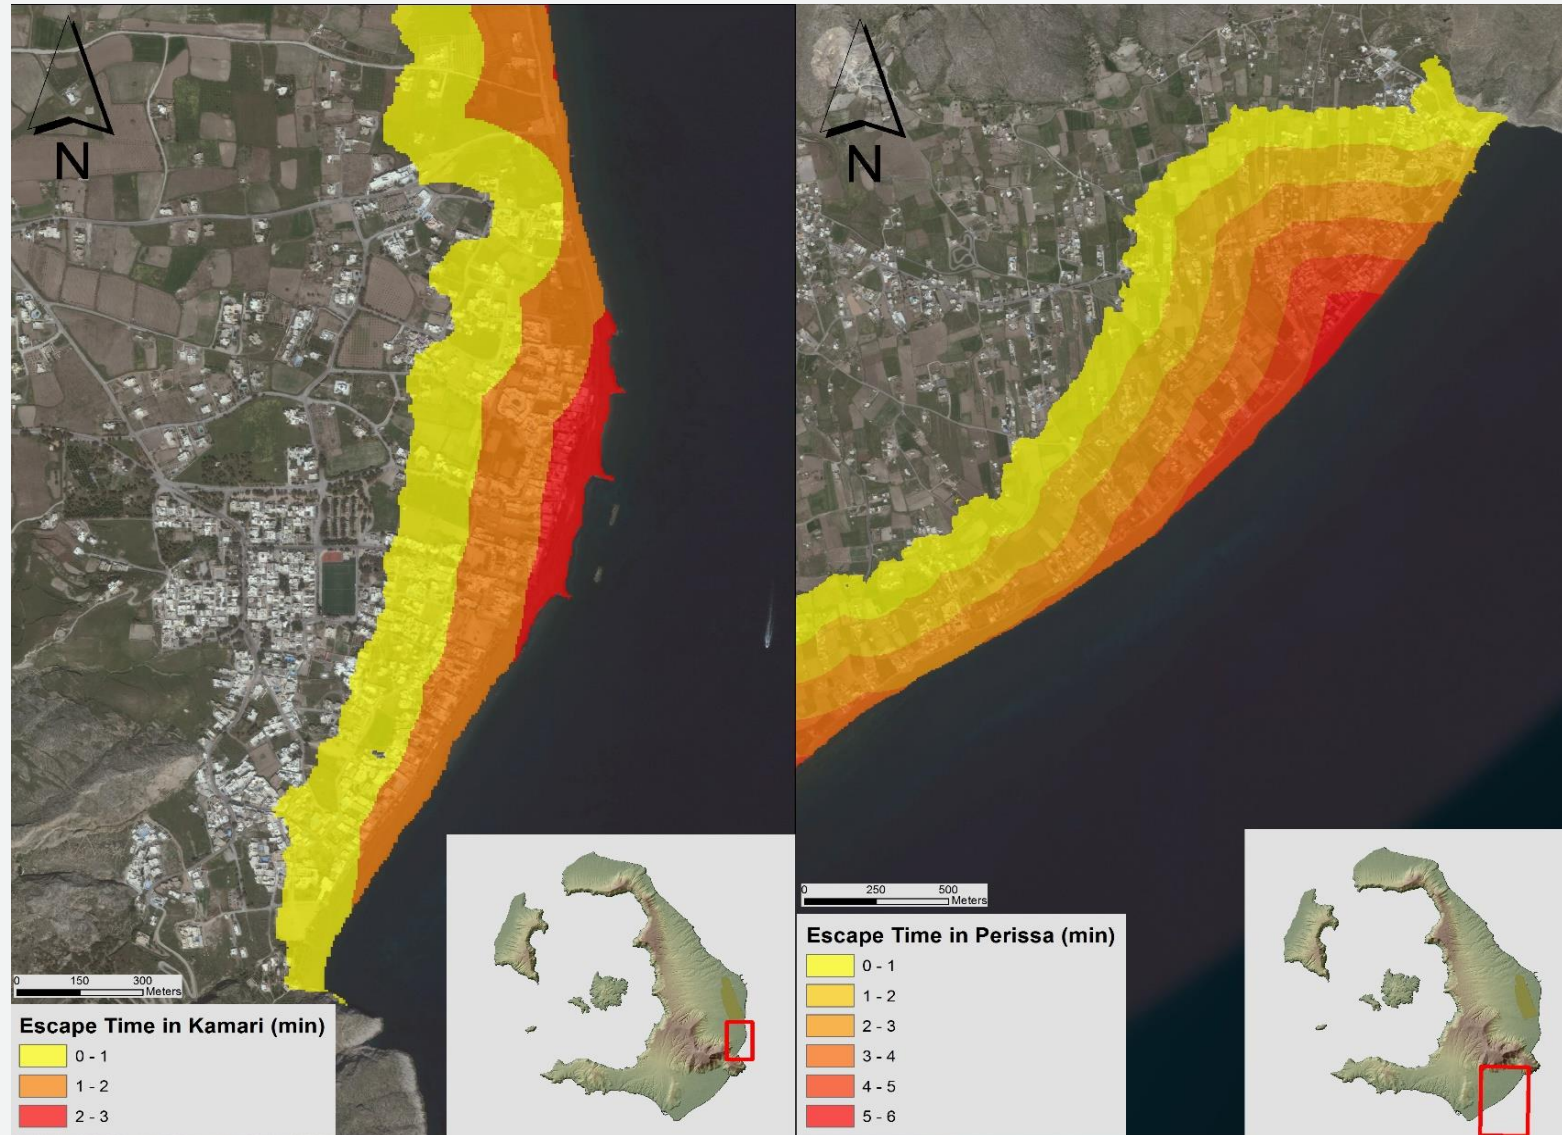 N
0 150 300
Meters
Escape Time in Kamari (min)
0 - 1
1 - 2
2 - 3
N
0 250 500
Meters
Escape Time in Perissa (min)
0 - 1
1 - 2
2 - 3
3 - 4
4 - 5
5 - 6